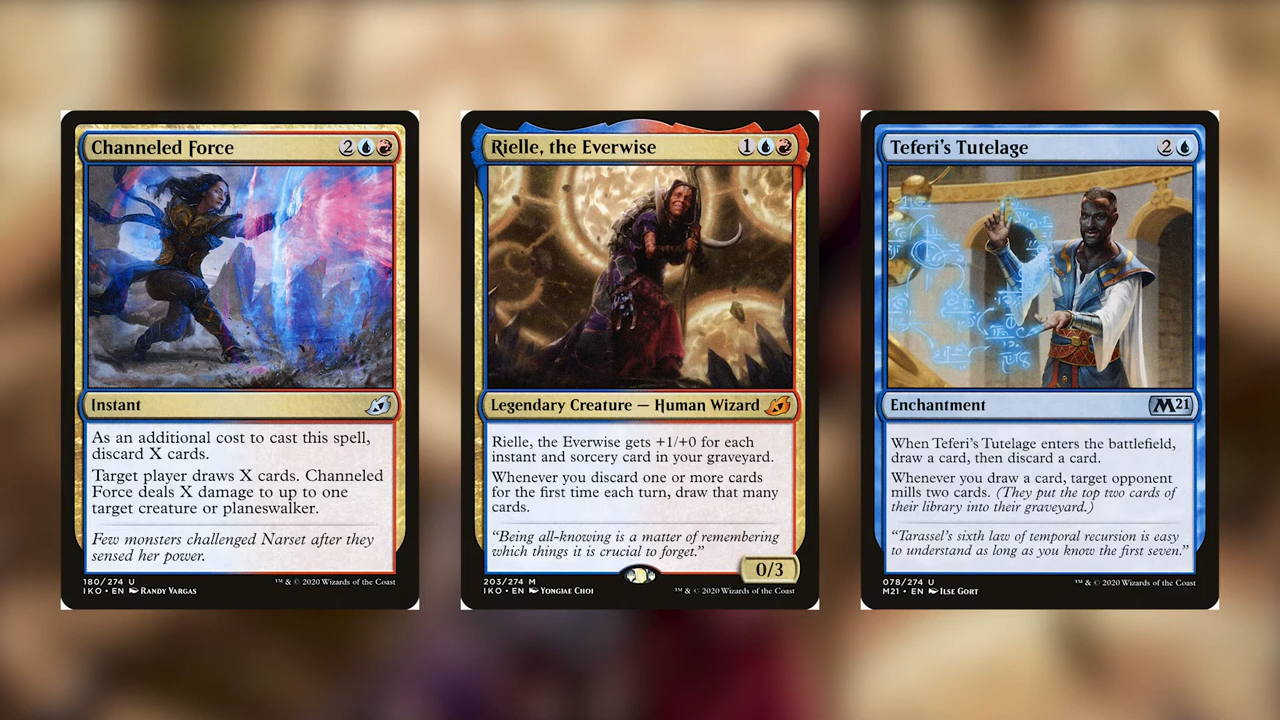 Channeled Force
2
Instant
As an additional cost to cast this spell,
discard X cards.
Target player draws X cards. Channeled
Force deals X damage to up to one
target creature or planeswalker.
Few monsters challenged Narset after they
sensed her power.
180/274 U
IKO • EN Randy Vargas
™ & © 2020 Wizards of the Coast
Rielle, the Everwise
1
Legendary Creature — Human Wizard
Rielle, the Everwise gets +1/+0 for each
instant and sorcery card in your graveyard.
Whenever you discard one or more cards
for the first time each turn, draw that many
cards.
“Being all-knowing is a matter of remembering
which things it is crucial to forget.”
0/3
203/274 M
IKO • EN Yongjae Choi
™ & © 2020 Wizards of the Coast
Teferi's Tutelage
2
Enchantment
M21
When Teferi's Tutelage enters the battlefield,
draw a card, then discard a card.
Whenever you draw a card, target opponent
mills two cards. (They put the top two cards of
their library into their graveyard.)
“Tarassel's sixth law of temporal recursion is easy
to understand as long as you know the first seven.”
078/274 U
M21 • EN Ilse Gort
™ & © 2020 Wizards of the Coast